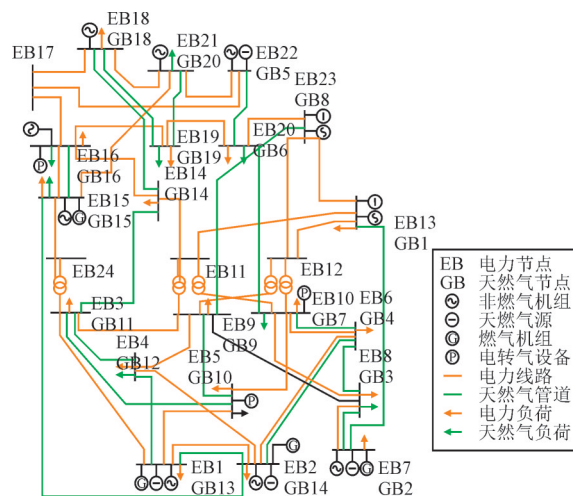 EB18
GB18
EB21
GB20
EB22
GB5
EB17
EB23
GB8
EB16
GB16
EB19
GB19
EB20
GB6
EB14
GB14
EB15
GB15
EB13
GB1
EB24
EB11
EB12
EB3
GB11
EB9
GB9
EB10
GB7
EB6
GB4
EB4
GB12
EB5
GB10
EB8
GB3
EB1
GB13
EB2
GB14
EB7
GB2
P
G
P
P
G
G
G
EB 电力节点
GB 天然气节点
非燃气机组
天燃气源
G 燃气机组
P 电转气设备
电力线路
天然气管道
电力负荷
天然气负荷